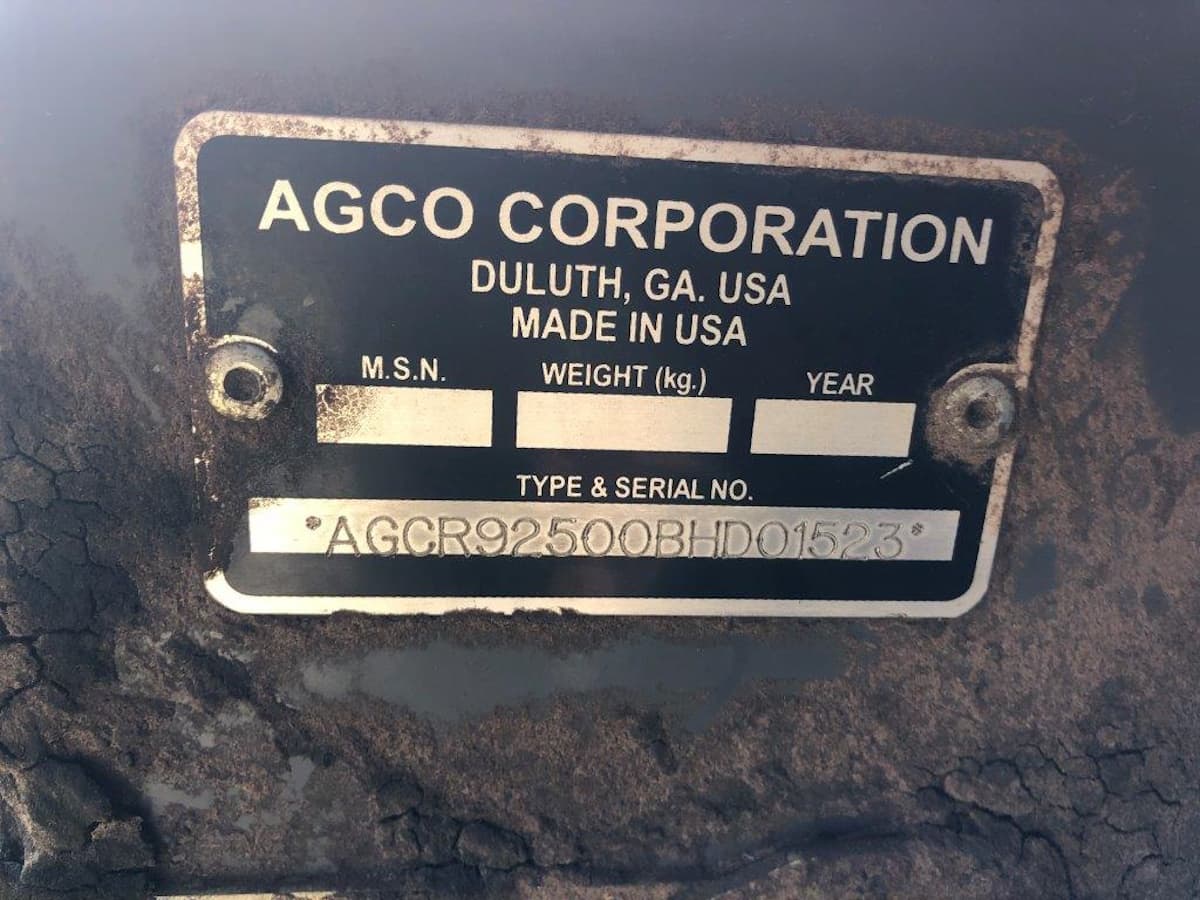 AGCO CORPORATION
DULUTH, GA. USA
MADE IN USA
M.S.N. WEIGHT (kg.) YEAR
TYPE & SERIAL NO.
*AGCR92500BHD01523*